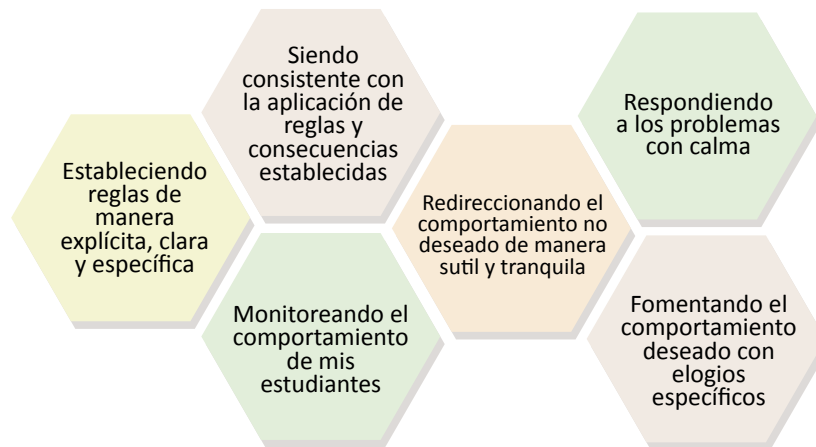 Estableciendo
reglas de
manera
explícita, clara
y específica
Siendo
consistente con
la aplicación de
reglas y
consecuencias
establecidas
Monitoreando el
comportamiento
de mis
estudiantes
Redireccionando el
comportamiento no
deseado de manera
sutil y tranquila
Respondiendo
a los problemas
con calma
Fomentando el
comportamiento
deseado con
elogios
específicos